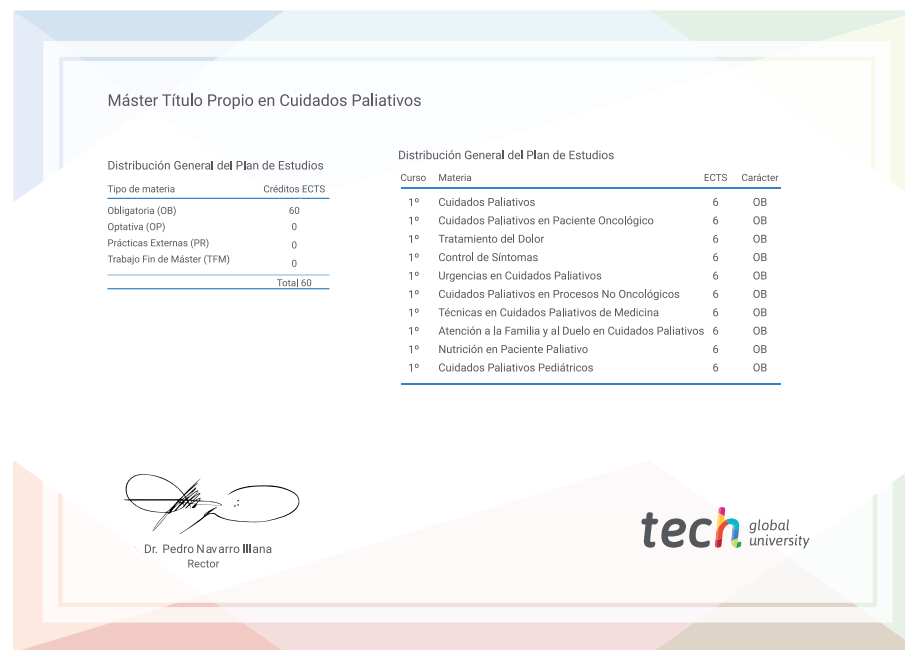 Máster Título Propio en Cuidados Paliativos
Distribución General del Plan de Estudios
Tipo de materia Créditos ECTS
Obligatoria (OB) 60
Optativa (OP) 0
Prácticas Externas (PR) 0
Trabajo Fin de Máster (TFM) 0
Total 60
Distribución General del Plan de Estudios
Curso Materia ECTS Carácter
1º Cuidados Paliativos 6 OB
1º Cuidados Paliativos en Paciente Oncológico 6 OB
1º Tratamiento del Dolor 6 OB
1º Control de Síntomas 6 OB
1º Urgencias en Cuidados Paliativos 6 OB
1º Cuidados Paliativos en Procesos No Oncológicos 6 OB
1º Técnicas en Cuidados Paliativos de Medicina 6 OB
1º Atención a la Familia y al Duelo en Cuidados Paliativos 6 OB
1º Nutrición en Paciente Paliativo 6 OB
1º Cuidados Paliativos Pediátricos 6 OB
Dr. Pedro Navarro Illana
Rector
tech global
university